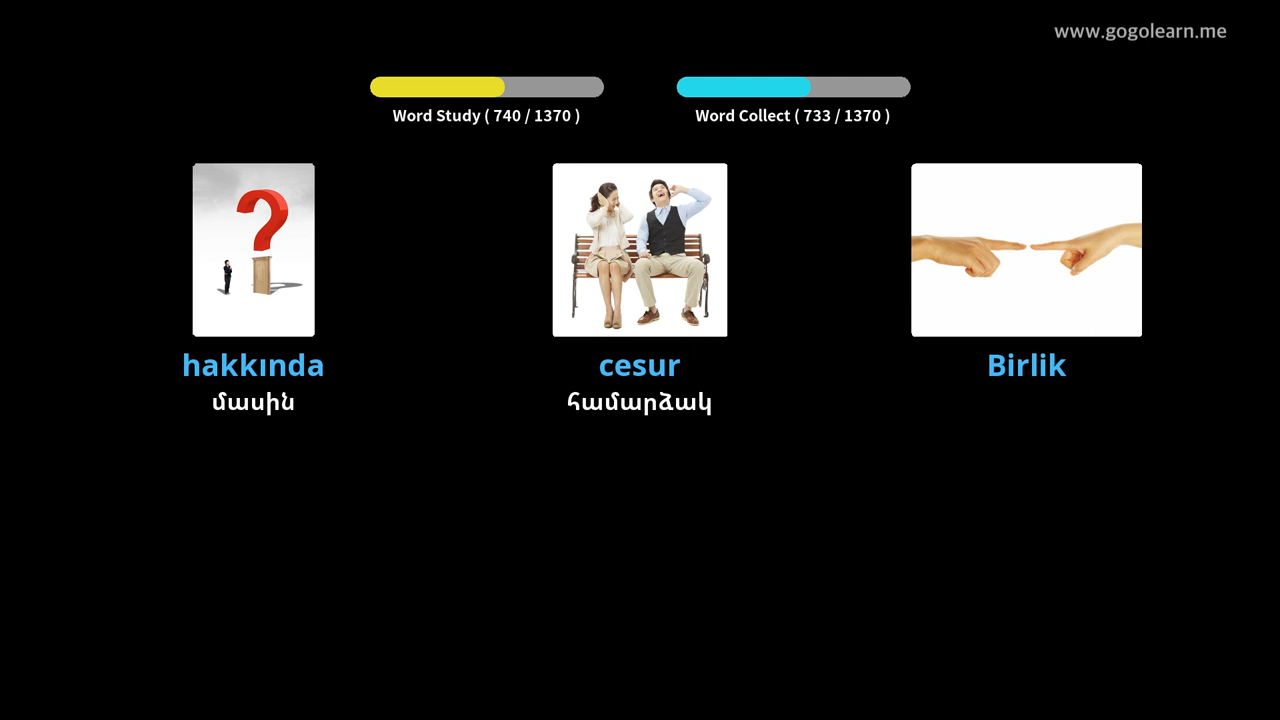 www.gogolearn.me
Word Study ( 740 / 1370 )
Word Collect ( 733 / 1370 )
hakkında
cesur
Birlik
մասին
համարձակ